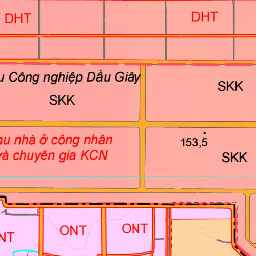 DHT
DHT
u Công nghiệp Dầu Giây
SKK
SKK
hu nhà ở công nhân
và chuyên gia KCN
153,5
SKK
ONT
ONT
ONT